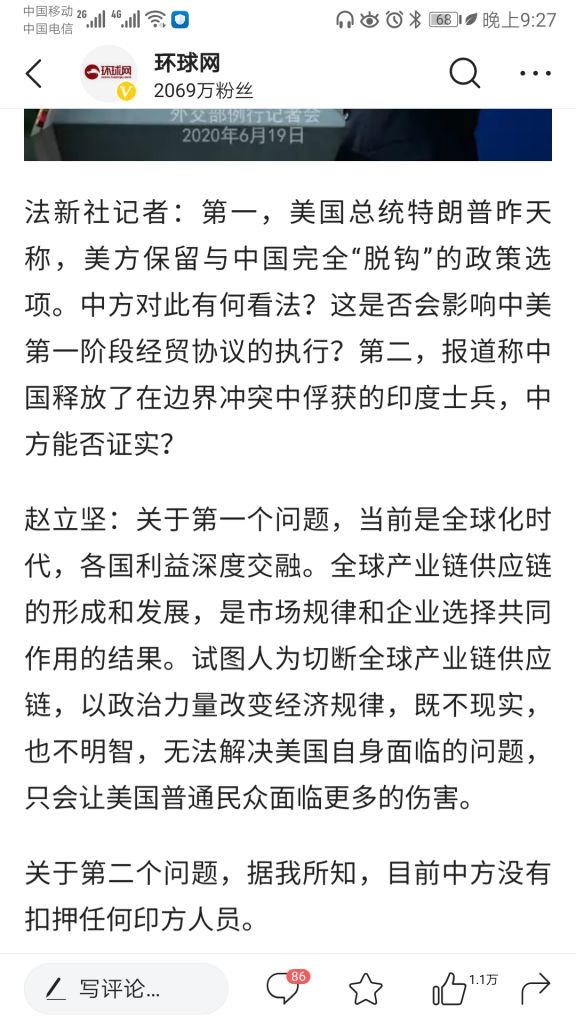 中国移动 2G 4G 68 晚上9:27
中国电信
环球网
2069万粉丝
外交部例行记者会
2020年6月19日
法新社记者：第一，美国总统特朗普昨天
称，美方保留与中国完全“脱钩”的政策选
项。中方对此有何看法？这是否会影响中美
第一阶段经贸协议的执行？第二，报道称中
国释放了在边界冲突中俘获的印度士兵，中
方能否证实？
赵立坚：关于第一个问题，当前是全球化时
代，各国利益深度交融。全球产业链供应链
的形成和发展，是市场规律和企业选择共同
作用的结果。试图人为切断全球产业链供应
链，以政治力量改变经济规律，既不现实，
也不明智，无法解决美国自身面临的问题，
只会让美国普通民众面临更多的伤害。
关于第二个问题，据我所知，目前中方没有
扣押任何印方人员。
写评论... 86 1.1万